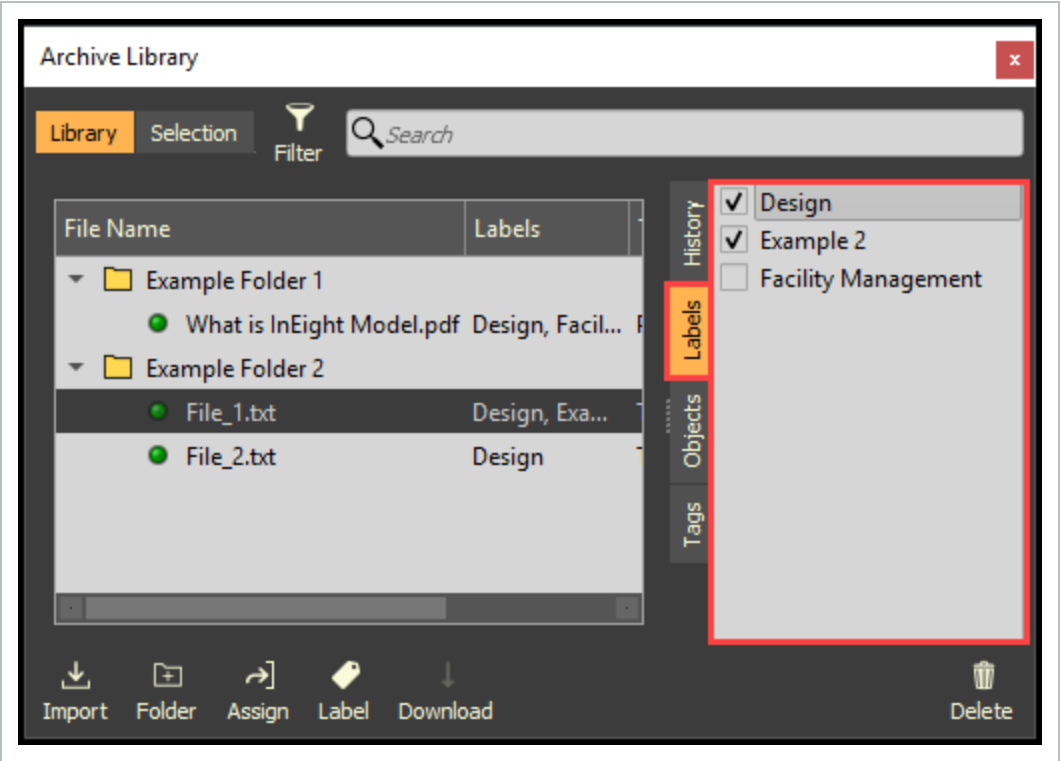 Archive Library
x
Library Selection Filter Search
File Name Labels
Example Folder 1
What is InEight Model.pdf Design, Facil...
Example Folder 2
File_1.txt Design, Exa...
File_2.txt Design
History
Labels
Objects
Tags
Design
Example 2
Facility Management
Import Folder Assign Label Download Delete